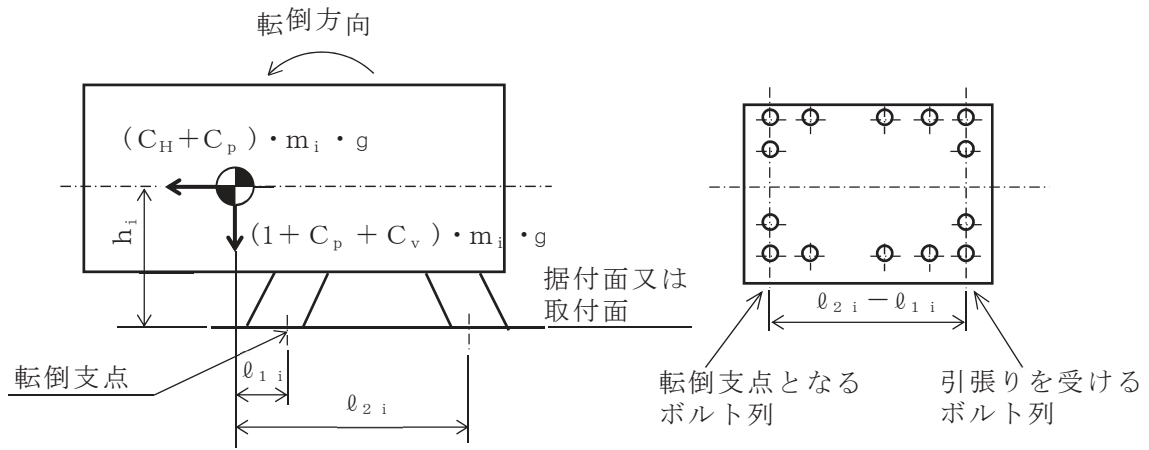 転倒方向
(C_H+C_p)・m_i・g
h_i
(1+C_p+C_v)・m_i・g
据付面又は
取付面
転倒支点
ℓ_1i
ℓ_2i
ℓ_2i-ℓ_1i
転倒支点となる
ボルト列
引張りを受ける
ボルト列